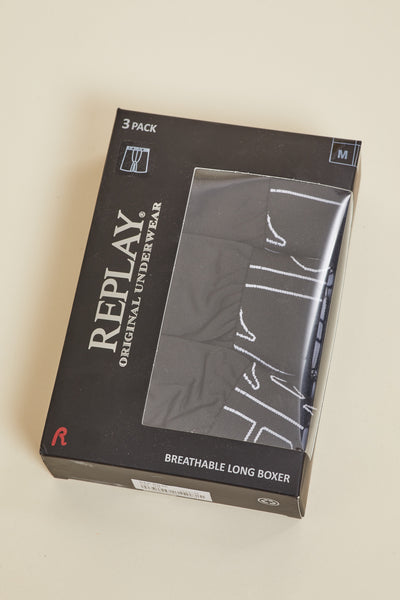 3 PACK
M
REPLAY®
ORIGINAL UNDERWEAR
R
BREATHABLE LONG BOXER